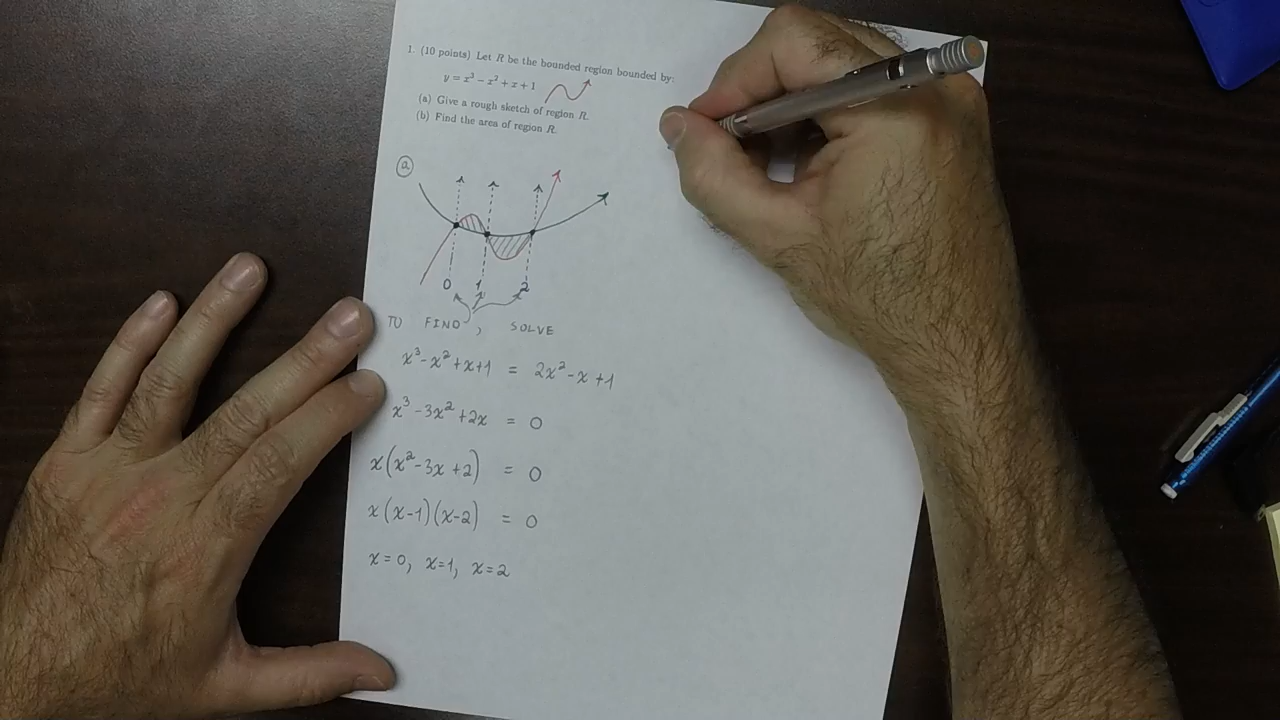 1. (10 points) Let R be the bounded region bounded by:
y = x³ − x² + x + 1
(a) Give a rough sketch of region R.
(b) Find the area of region R.
(a)
0 1 2
TO FIND, SOLVE
x³-x²+x+1 = 2x²-x+1
x³-3x²+2x = 0
x(x²-3x+2) = 0
x(x-1)(x-2) = 0
x=0, x=1, x=2